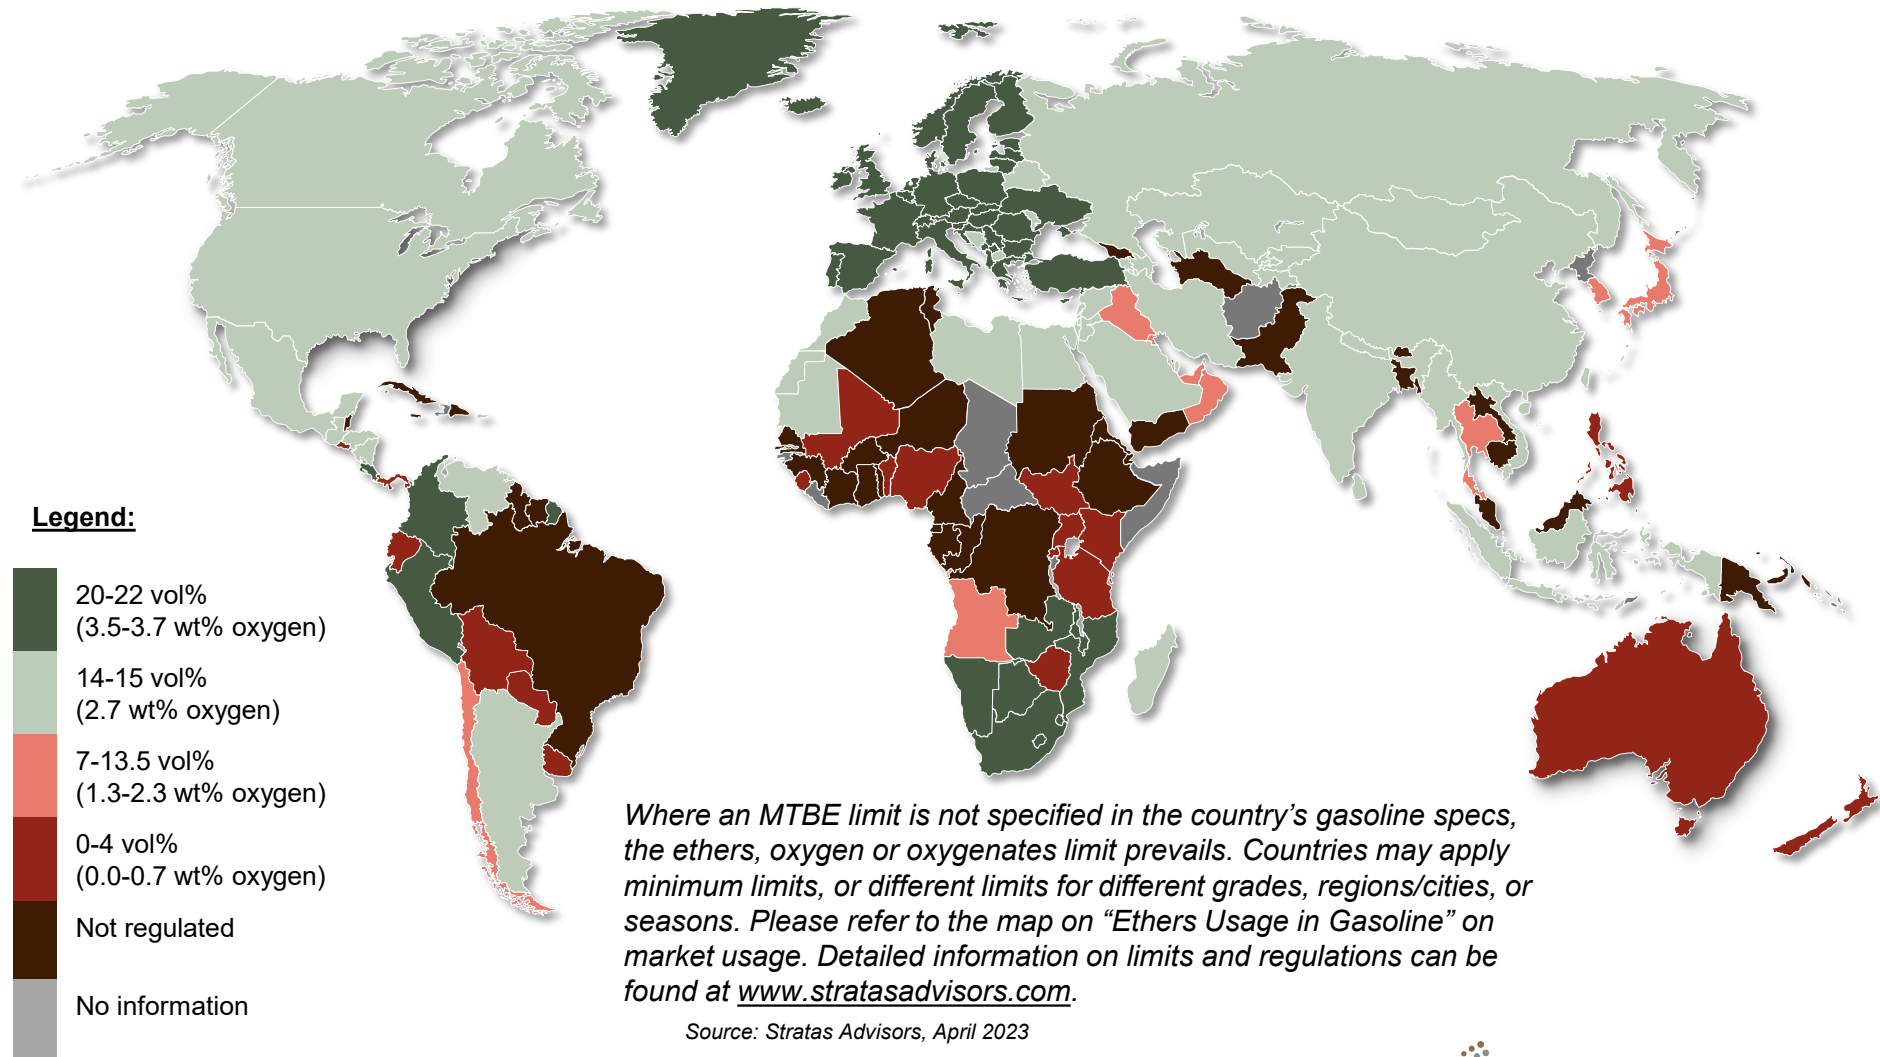 Legend:
20-22 vol%
(3.5-3.7 wt% oxygen)
14-15 vol%
(2.7 wt% oxygen)
7-13.5 vol%
(1.3-2.3 wt% oxygen)
0-4 vol%
(0.0-0.7 wt% oxygen)
Not regulated
No information
Where an MTBE limit is not specified in the country’s gasoline specs,
the ethers, oxygen or oxygenates limit prevails. Countries may apply
minimum limits, or different limits for different grades, regions/cities, or
seasons. Please refer to the map on “Ethers Usage in Gasoline” on
market usage. Detailed information on limits and regulations can be
found at www.stratasadvisors.com.
Source: Stratas Advisors, April 2023